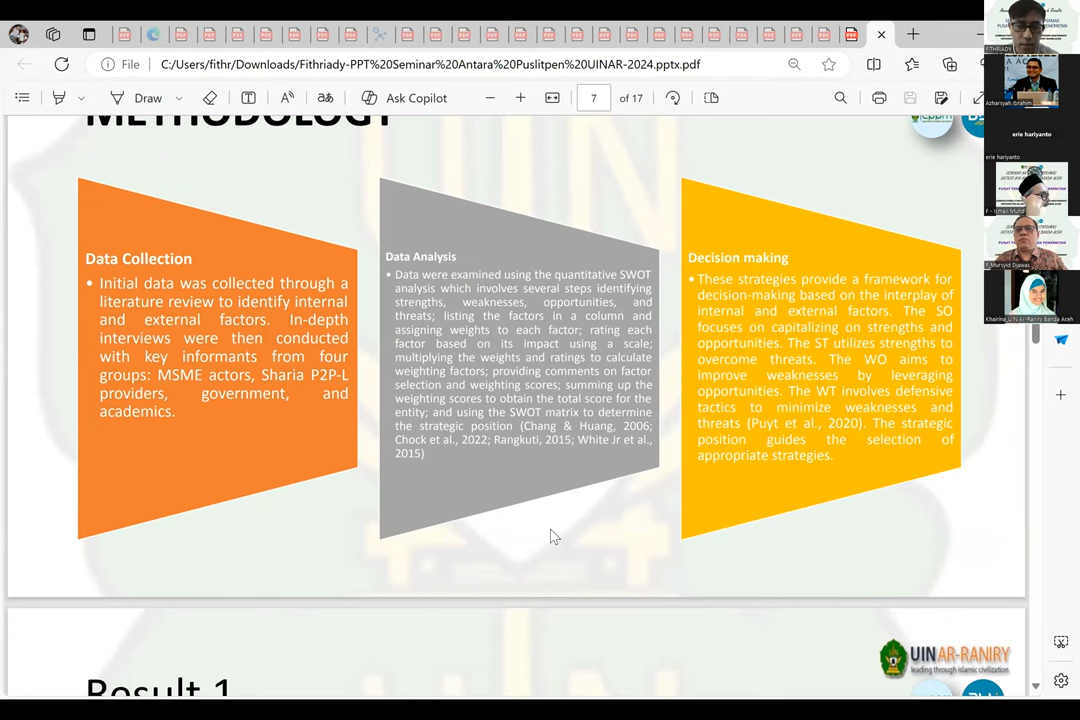 File
C:/Users/fithr/Downloads/Fithriady-PPT%20Seminar%20Antara%20Puslitpen%20UINAR-2024.pptx.pdf
Draw
Ask Copilot
7
of 17
METHODOLOGY
Data Collection
• Initial data was collected through a
literature review to identify internal
and external factors. In-depth
interviews were then conducted
with key informants from four
groups: MSME actors, Sharia P2P-L
providers, government, and
academics.
Data Analysis
• Data were examined using the quantitative SWOT
analysis which involves several steps identifying
strengths, weaknesses, opportunities, and
threats; listing the factors in a column and
assigning weights to each factor; rating each
factor based on its impact using a scale;
multiplying the weights and ratings to calculate
weighting factors; providing comments on factor
selection and weighting scores; summing up the
weighting scores to obtain the total score for the
entity; and using the SWOT matrix to determine
the strategic position (Chang & Huang, 2006;
Chock et al., 2022; Rangkuti, 2015; White Jr et al.,
2015)
Decision making
• These strategies provide a framework for
decision-making based on the interplay of
internal and external factors. The SO
focuses on capitalizing on strengths and
opportunities. The ST utilizes strengths to
overcome threats. The WO aims to
improve weaknesses by leveraging
opportunities. The WT involves defensive
tactics to minimize weaknesses and
threats (Puyt et al., 2020). The strategic
position guides the selection of
appropriate strategies.
UIN AR-RANIRY
leading through islamic civilization
Result 1
FITHRIADY
Azharsyah Ibrahim
erie hariyanto
erie hariyanto
F - Ismail Muhd
F_Mursyid Djawas
Khairina_UIN Ar-Raniry Banda Aceh